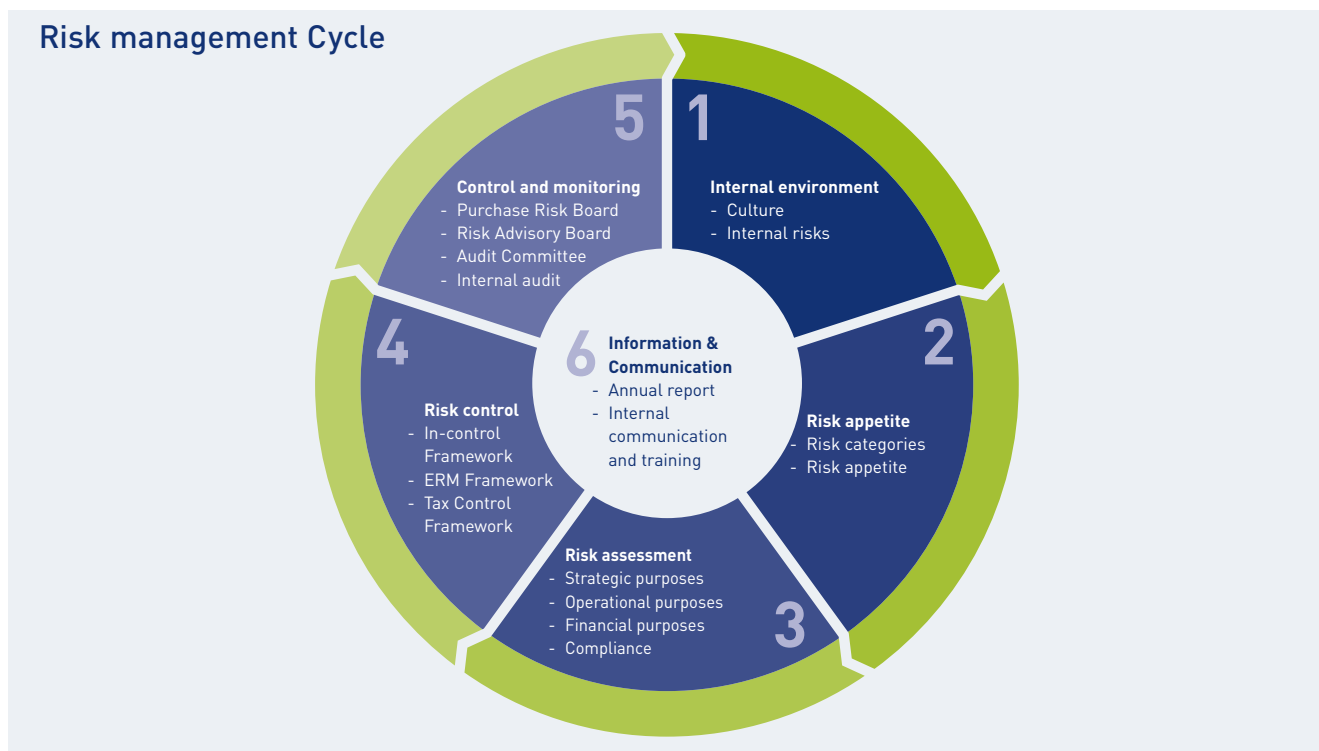 Risk management Cycle
1
Internal environment
- Culture
- Internal risks
2
Risk appetite
- Risk categories
- Risk appetite
3
Risk assessment
- Strategic purposes
- Operational purposes
- Financial purposes
- Compliance
4
Risk control
- In-control
Framework
- ERM Framework
- Tax Control
Framework
5
Control and monitoring
- Purchase Risk Board
- Risk Advisory Board
- Audit Committee
- Internal audit
6
Information &
Communication
- Annual report
- Internal
communication
and training